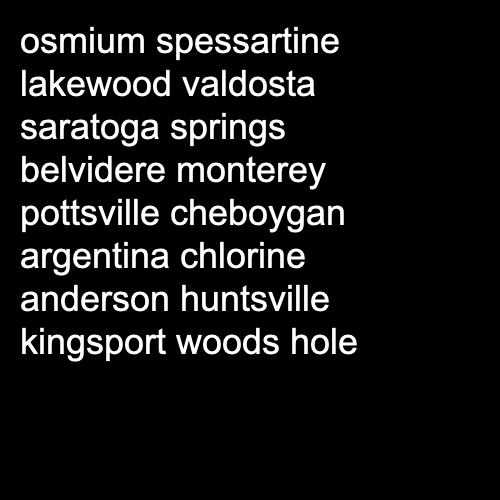 osmium spessartine
lakewood valdosta
saratoga springs
belvidere monterey
pottsville cheboygan
argentina chlorine
anderson huntsville
kingsport woods hole